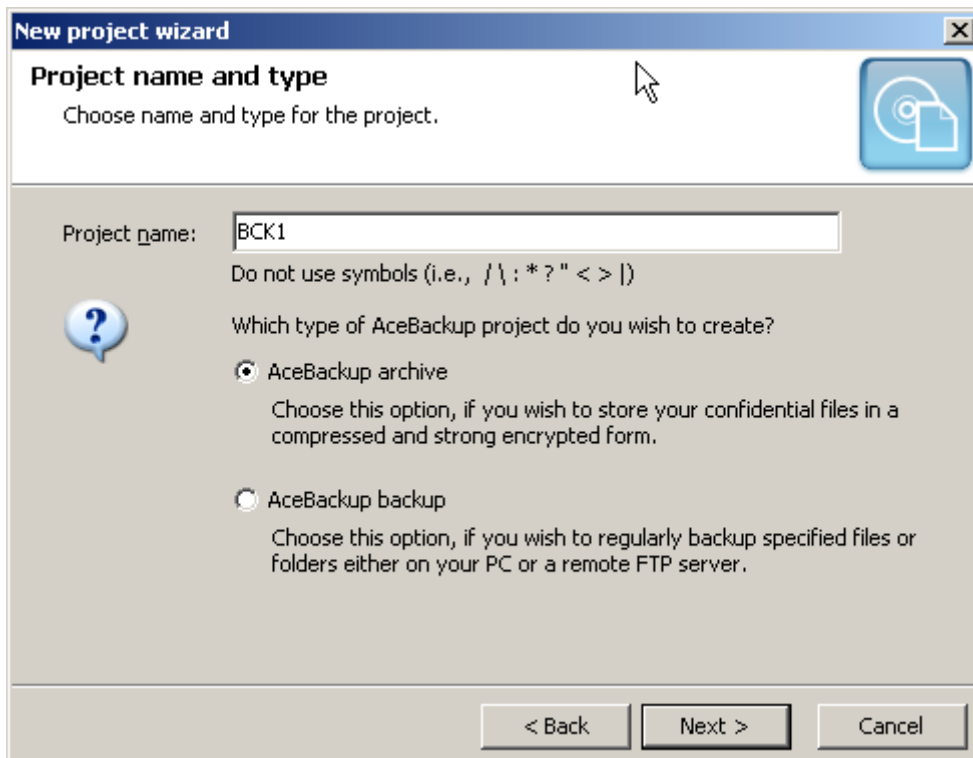 New project wizard
Project name and type
Choose name and type for the project.
Project name:
BCK1
Do not use symbols (i.e., / \ : * ? " < > |)
Which type of AceBackup project do you wish to create?
AceBackup archive
Choose this option, if you wish to store your confidential files in a
compressed and strong encrypted form.
AceBackup backup
Choose this option, if you wish to regularly backup specified files or
folders either on your PC or a remote FTP server.
< Back
Next >
Cancel